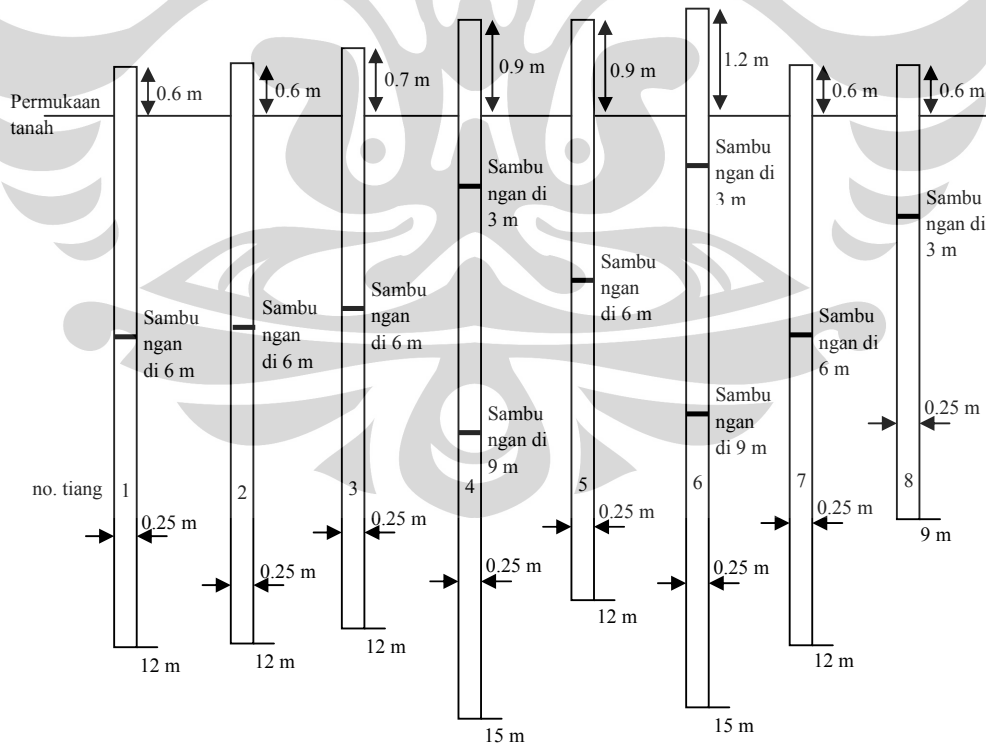 0.6 m
0.6 m
0.7 m
0.9 m
0.9 m
1.2 m
0.6 m
0.6 m
Permukaan
tanah
Sambu
ngan
di 6 m
Sambu
ngan
di 6 m
Sambu
ngan
di 6 m
Sambu
ngan di
3 m
Sambu
ngan di
9 m
Sambu
ngan
di 6 m
Sambu
ngan di
3 m
Sambu
ngan
di 9 m
Sambu
ngan di
6 m
Sambu
ngan di
3 m
no. tiang
1
2
3
4
5
6
7
8
0.25 m
0.25 m
0.25 m
0.25 m
0.25 m
0.25 m
0.25 m
0.25 m
12 m
12 m
12 m
15 m
12 m
15 m
12 m
9 m